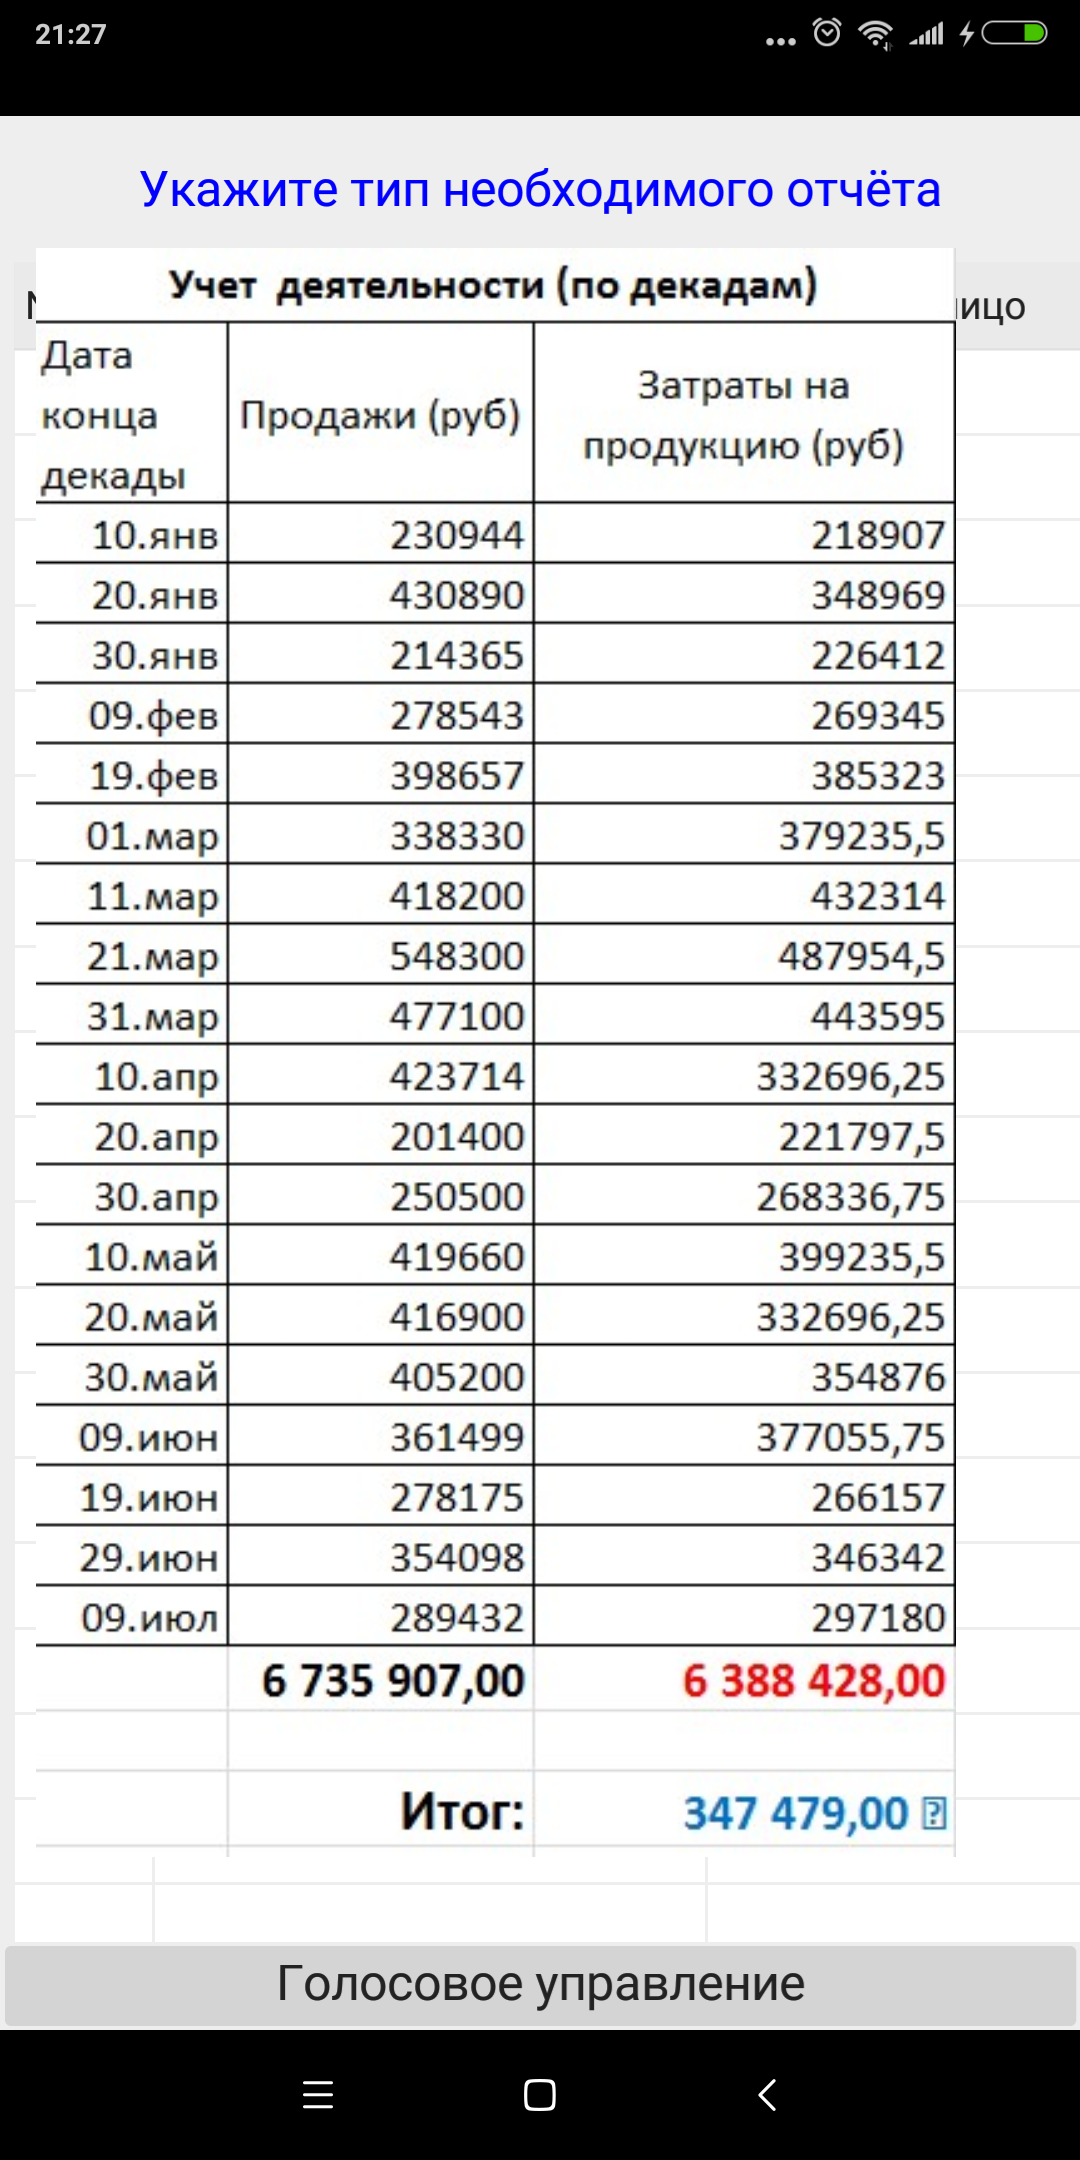 21:27
Укажите тип необходимого отчёта
Учет деятельности (по декадам)
Дата конца декады Продажи (руб) Затраты на продукцию (руб)
10.янв 230944 218907
20.янв 430890 348969
30.янв 214365 226412
09.фев 278543 269345
19.фев 398657 385323
01.мар 338330 379235,5
11.мар 418200 432314
21.мар 548300 487954,5
31.мар 477100 443595
10.апр 423714 332696,25
20.апр 201400 221797,5
30.апр 250500 268336,75
10.май 419660 399235,5
20.май 416900 332696,25
30.май 405200 354876
09.июн 361499 377055,75
19.июн 278175 266157
29.июн 354098 346342
09.июл 289432 297180
6 735 907,00 6 388 428,00
Итог: 347 479,00
Голосовое управление